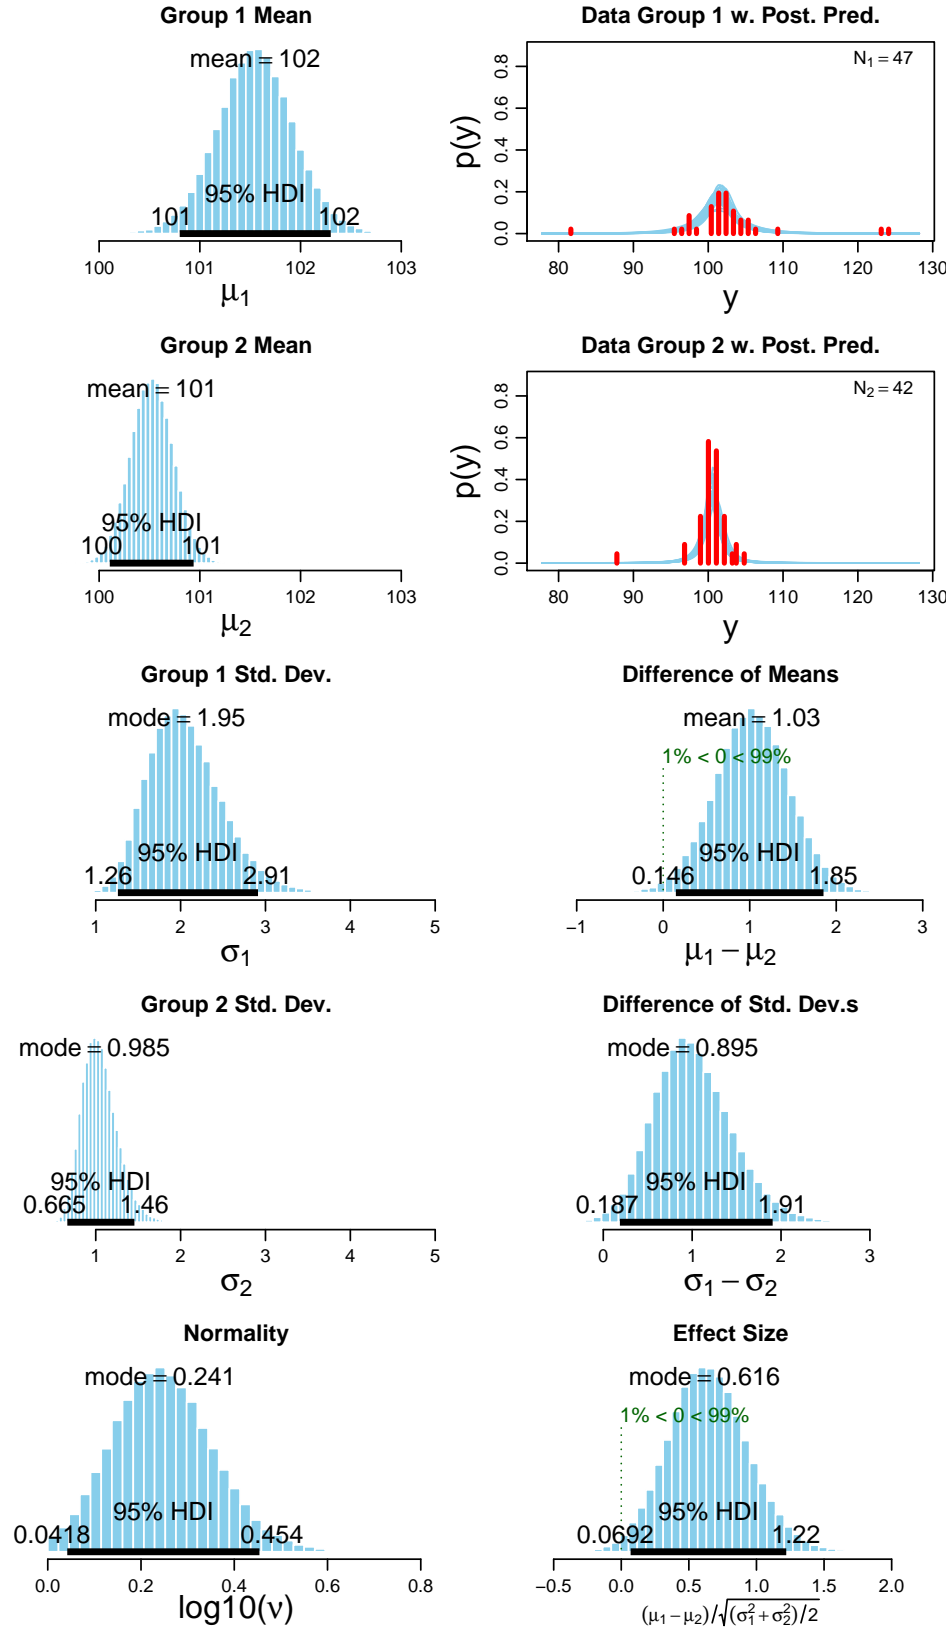 Group 1 Mean
mean = 102
95% HDI
101 102
100 101 102 103
μ1
Data Group 1 w. Post. Pred.
N1 = 47
p(y)
0.0 0.2 0.4 0.6 0.8
80 90 100 110 120 130
y
Group 2 Mean
mean = 101
95% HDI
100 101
100 101 102 103
μ2
Data Group 2 w. Post. Pred.
N2 = 42
p(y)
0.0 0.2 0.4 0.6 0.8
80 90 100 110 120 130
y
Group 1 Std. Dev.
mode = 1.95
95% HDI
1.26 2.91
1 2 3 4 5
σ1
Difference of Means
mean = 1.03
1% < 0 < 99%
95% HDI
0.146 1.85
−1 0 1 2 3
μ1 − μ2
Group 2 Std. Dev.
mode = 0.985
95% HDI
0.665 1.46
1 2 3 4 5
σ2
Difference of Std. Dev.s
mode = 0.895
95% HDI
0.187 1.91
0 1 2 3
σ1 − σ2
Normality
mode = 0.241
95% HDI
0.0418 0.454
0.0 0.2 0.4 0.6 0.8
log10(ν)
Effect Size
mode = 0.616
1% < 0 < 99%
95% HDI
0.0692 1.22
−0.5 0.0 0.5 1.0 1.5 2.0
(μ1 − μ2)/√(σ1² + σ2²)/2